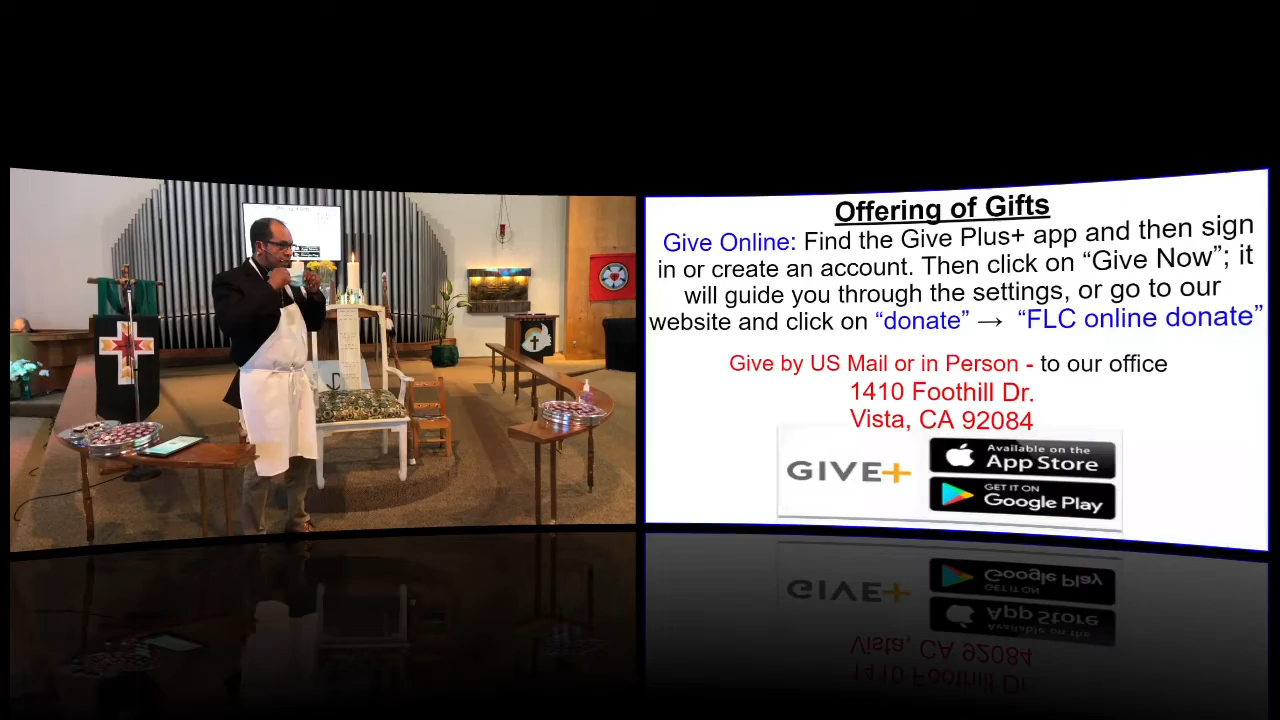 Offering of Gifts
Give Online: Find the Give Plus+ app and then sign
in or create an account. Then click on “Give Now”; it
will guide you through the settings, or go to our
website and click on “donate” → “FLC online donate”
Give by US Mail or in Person - to our office
1410 Foothill Dr.
Vista, CA 92084
GIVE+
Available on the
App Store
GET IT ON
Google Play